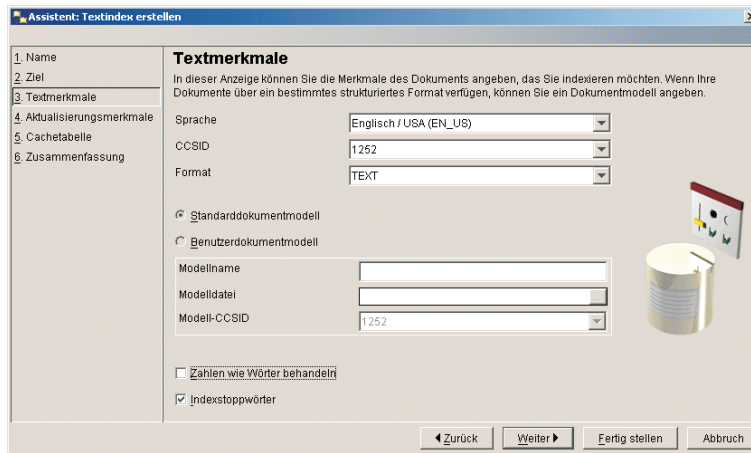 Assistent: Textindex erstellen
1. Name
2. Ziel
3. Textmerkmale
4. Aktualisierungsmerkmale
5. Cachetabelle
6. Zusammenfassung
Textmerkmale
In dieser Anzeige können Sie die Merkmale des Dokuments angeben, das Sie indexieren möchten. Wenn Ihre
Dokumente über ein bestimmtes strukturiertes Format verfügen, können Sie ein Dokumentmodell angeben.
Sprache
Englisch / USA (EN_US)
CCSID
1252
Format
TEXT
Standarddokumentmodell
Benutzerdokumentmodell
Modellname
Modelldatei
...
Modell-CCSID
1252
Zahlen wie Wörter behandeln
Indexstoppwörter
Zurück
Weiter
Fertig stellen
Abbruch